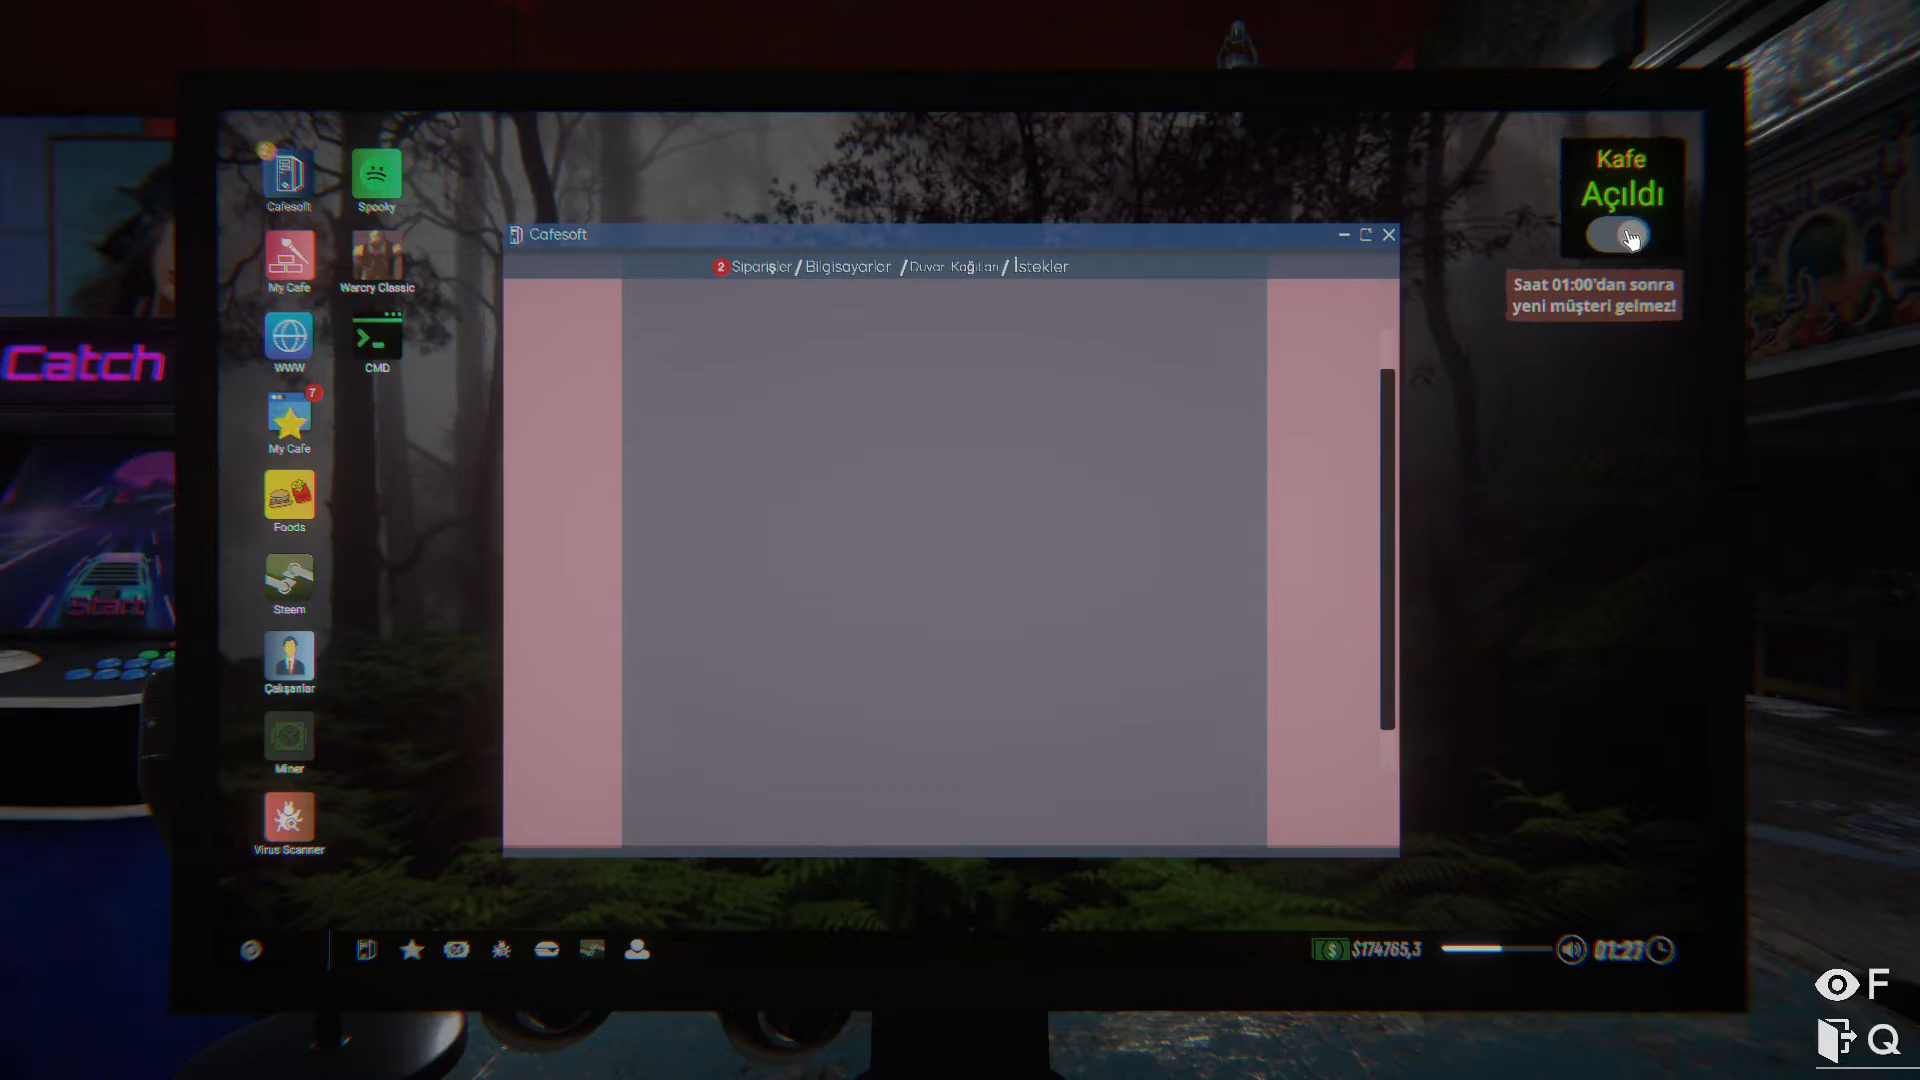 Cafesoft
Spooky
My Cafe
Warcry Classic
WWW
CMD
7
My Cafe
Foods
Steem
Çalışanlar
Miner
Virus Scanner
Cafesoft
2 Siparişler / Bilgisayarlar / Duvar Kağıtları / İstekler
Kafe
Açıldı
Saat 01:00'dan sonra
yeni müşteri gelmez!
Catch
Start
$174765,3
01:27
F
Q